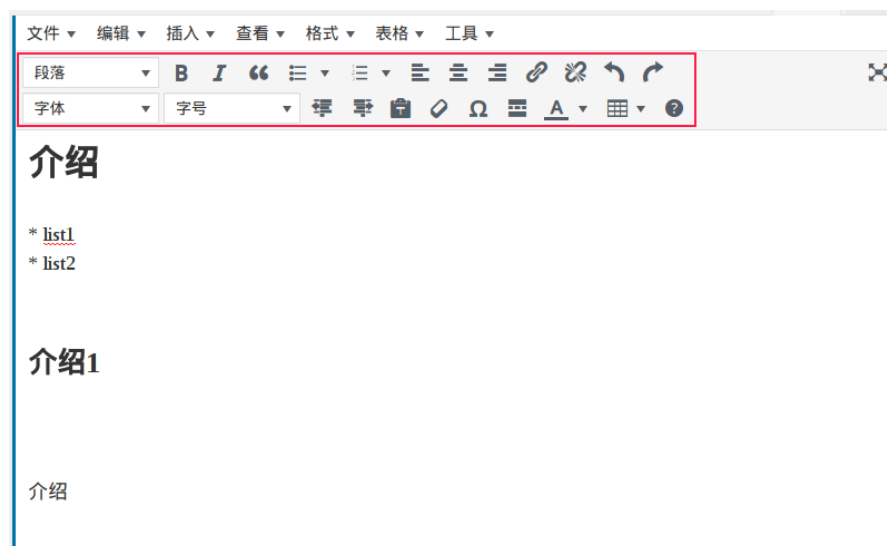 文件 编辑 插入 查看 格式 表格 工具
段落 B I
字体 字号 Ω A
介绍
* list1
* list2
介绍1
介绍